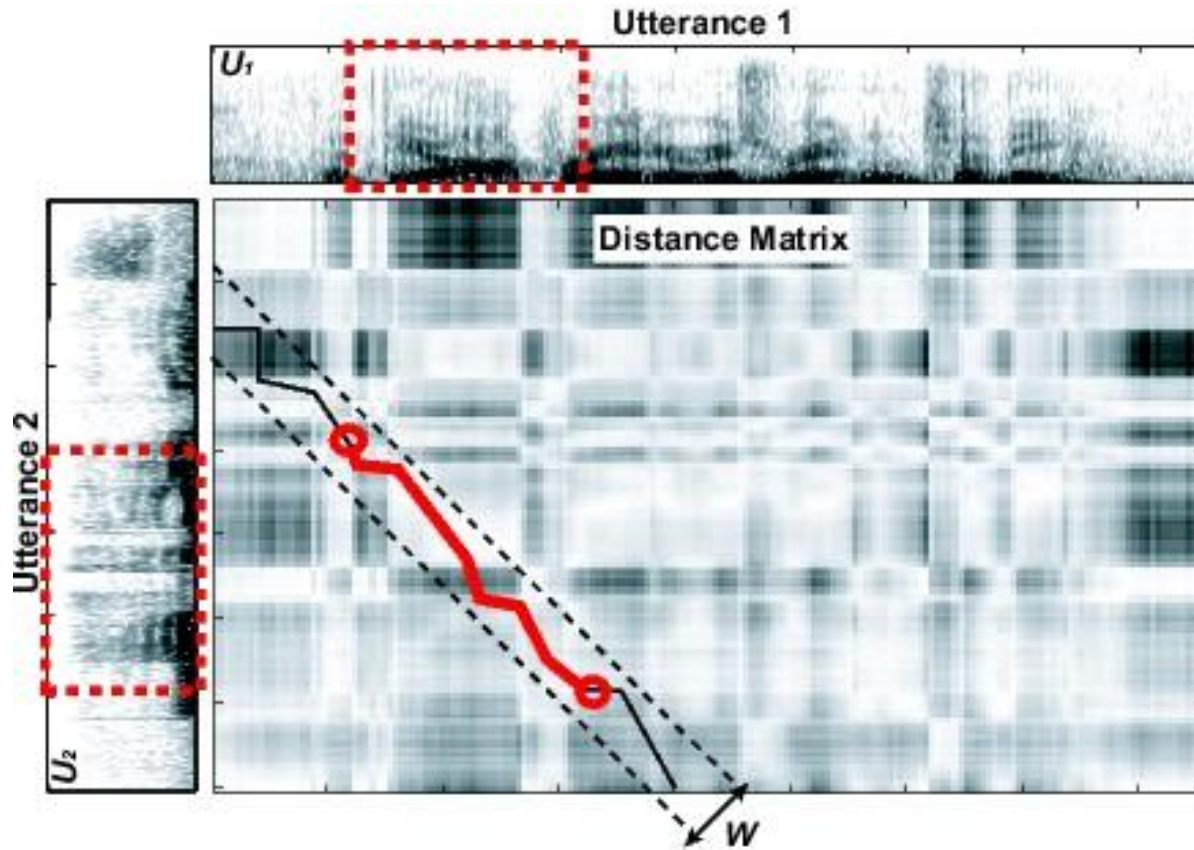 Utterance 1
U₁
Distance Matrix
Utterance 2
U₂
W